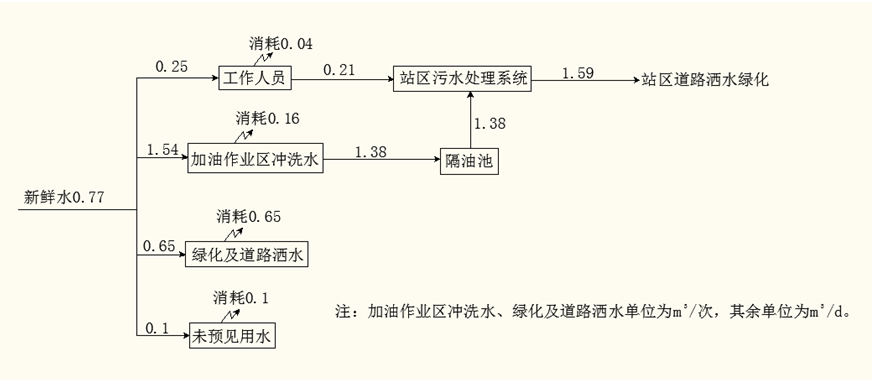 消耗0.04
0.25
工作人员
0.21
站区污水处理系统
1.59
站区道路洒水绿化
消耗0.16
1.38
1.54
加油作业区冲洗水
1.38
隔油池
新鲜水0.77
消耗0.65
0.65
绿化及道路洒水
消耗0.1
0.1
未预见用水
注：加油作业区冲洗水、绿化及道路洒水单位为m³/次，其余单位为m³/d。